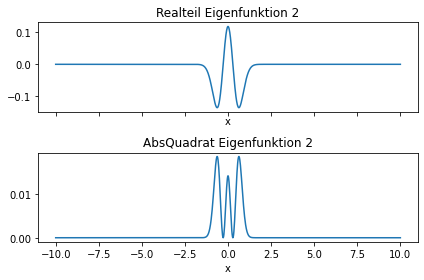 Realteil Eigenfunktion 2
0.1
0.0
−0.1
x
AbsQuadrat Eigenfunktion 2
0.01
0.00
−10.0 −7.5 −5.0 −2.5 0.0 2.5 5.0 7.5 10.0
x